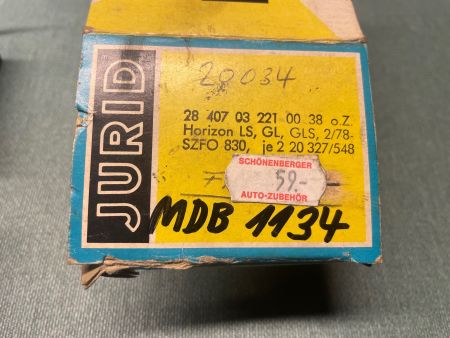 JURID
20034
28 407 03 221 00 38 o.Z.
Horizon LS, GL, GLS, 2/78-
SZFO 830, je 2 20 327/548
SCHÖNENBERGER
59.-
AUTO-ZUBEHÖR
MDB 1134